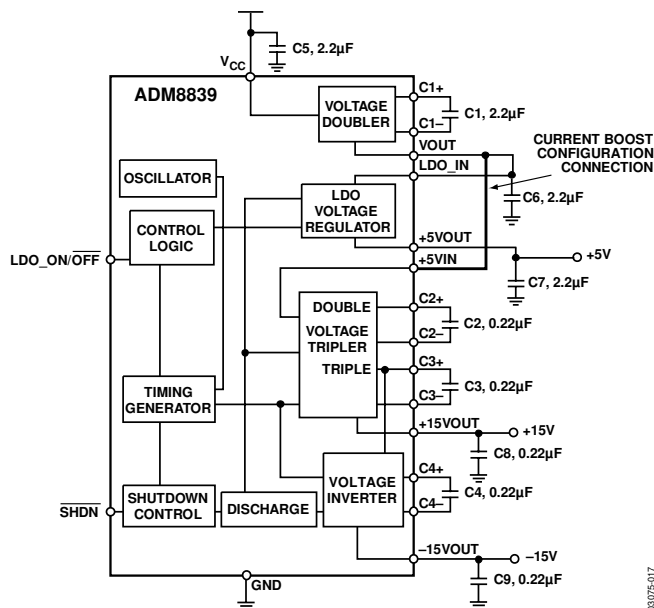 C5, 2.2µF
VCC
ADM8839
VOLTAGE
DOUBLER
C1+
C1–
C1, 2.2µF
VOUT
LDO_IN
CURRENT BOOST
CONFIGURATION
CONNECTION
C6, 2.2µF
OSCILLATOR
LDO
VOLTAGE
REGULATOR
CONTROL
LOGIC
LDO_ON/OFF
+5VOUT
+5V
+5VIN
C7, 2.2µF
DOUBLE
VOLTAGE
TRIPLER
TRIPLE
C2+
C2–
C2, 0.22µF
C3+
C3–
C3, 0.22µF
TIMING
GENERATOR
+15VOUT
+15V
C8, 0.22µF
VOLTAGE
INVERTER
C4+
C4–
C4, 0.22µF
SHDN
SHUTDOWN
CONTROL
DISCHARGE
–15VOUT
–15V
C9, 0.22µF
GND
03075-017